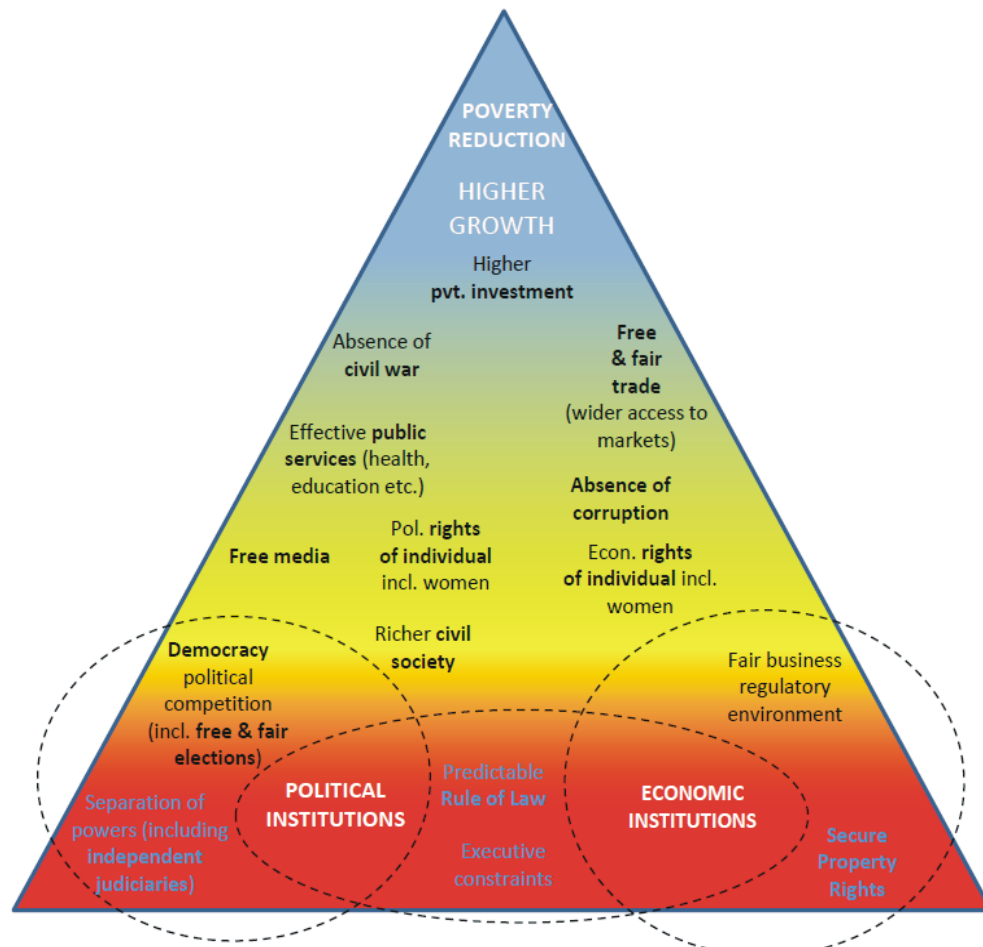 POVERTY
REDUCTION
HIGHER
GROWTH
Higher
pvt. investment
Absence of
civil war
Free
& fair
trade
(wider access to
markets)
Effective public
services (health,
education etc.)
Absence of
corruption
Free media
Pol. rights
of individual
incl. women
Econ. rights
of individual incl.
women
Richer civil
society
Democracy
political
competition
(incl. free & fair
elections)
Fair business
regulatory
environment
Separation of
powers (including
independent
judiciaries)
POLITICAL
INSTITUTIONS
Predictable
Rule of Law
Executive
constraints
ECONOMIC
INSTITUTIONS
Secure
Property
Rights